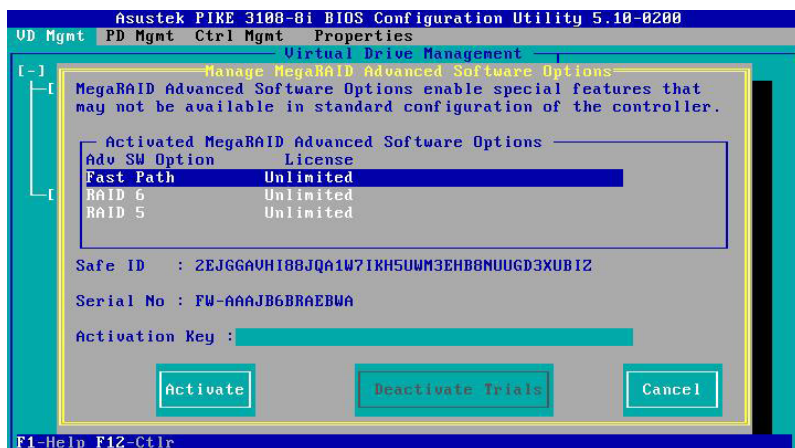 Asustek PIKE 3108-8i BIOS Configuration Utility 5.10-0200
VD Mgmt PD Mgmt Ctrl Mgmt Properties
Virtual Drive Management
[-] Manage MegaRAID Advanced Software Options
MegaRAID Advanced Software Options enable special features that
may not be available in standard configuration of the controller.
Activated MegaRAID Advanced Software Options
Adv SW Option License
Fast Path Unlimited
RAID 6 Unlimited
RAID 5 Unlimited
Safe ID : 2EJGGAVHI88JQA1W7IKH5UWM3EHB8NUUGD3XUBIZ
Serial No : FW-AAAJB6BRAEBWA
Activation Key :
Activate Deactivate Trials Cancel
F1-Help F12-Ctlr